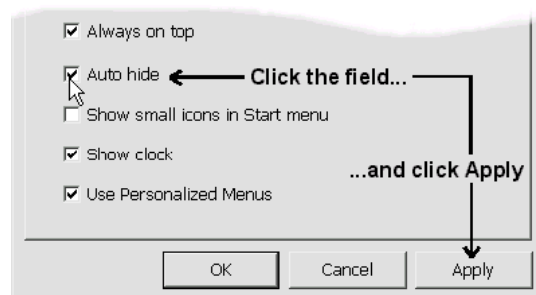 Always on top
Auto hide
Click the field...
Show small icons in Start menu
Show clock
...and click Apply
Use Personalized Menus
OK
Cancel
Apply